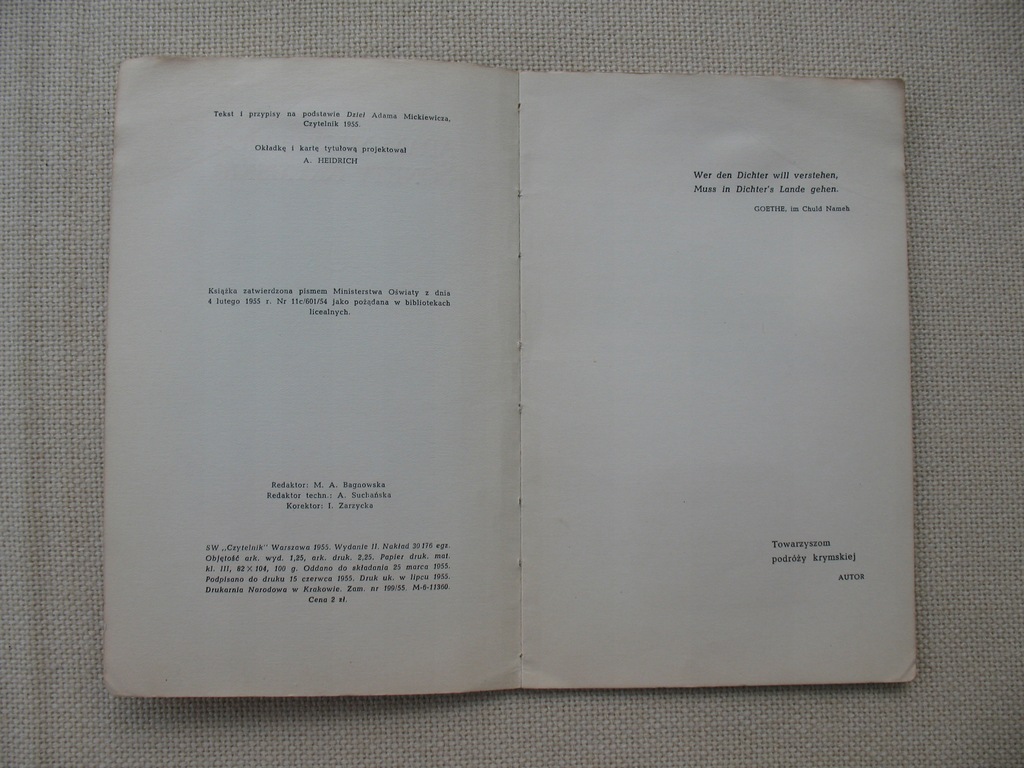 Tekst i przypisy na podstawie Dzieł Adama Mickiewicza,
Czytelnik 1955.
Okładkę i kartę tytułową projektował
A. HEIDRICH
Książka zatwierdzona pismem Ministerstwa Oświaty z dnia
4 lutego 1955 r. Nr 11c/601/54 jako pożądana w bibliotekach
licealnych.
Redaktor: M. A. Bagnowska
Redaktor techn.: A. Suchańska
Korektor: I. Zarzycka
SW „Czytelnik" Warszawa 1955. Wydanie II. Nakład 30176 egz.
Objętość ark. wyd. 1,25, ark. druk. 2,25. Papier druk. mat.
kl. III, 82 × 104, 100 g. Oddano do składania 25 marca 1955.
Podpisano do druku 15 czerwca 1955. Druk uk. w lipcu 1955.
Drukarnia Narodowa w Krakowie. Zam. nr 199/55. M-6-11360.
Cena 2 zł.
Wer den Dichter will verstehen,
Muss in Dichter's Lande gehen.
GOETHE, im Chuld Nameh
Towarzyszom
podróży krymskiej
AUTOR